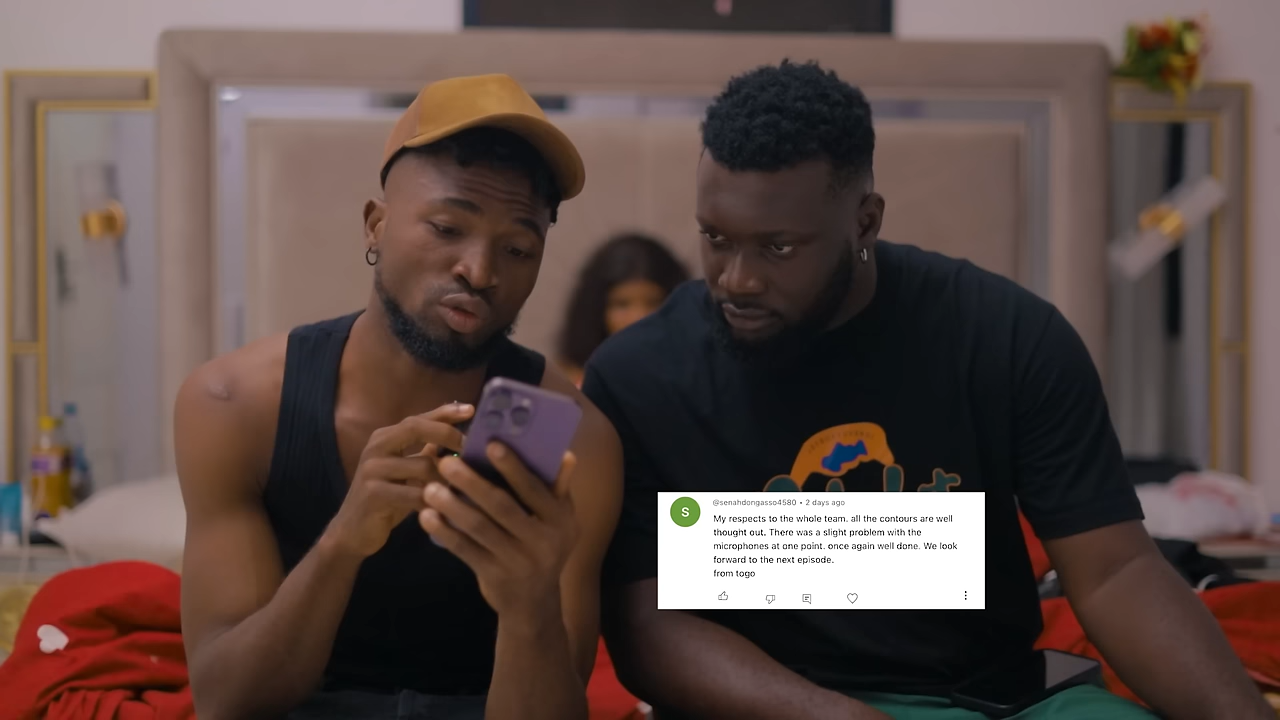 S
@senahdongasso4580 • 2 days ago
My respects to the whole team. all the contours are well
thought out. There was a slight problem with the
microphones at one point. once again well done. We look
forward to the next episode.
from togo